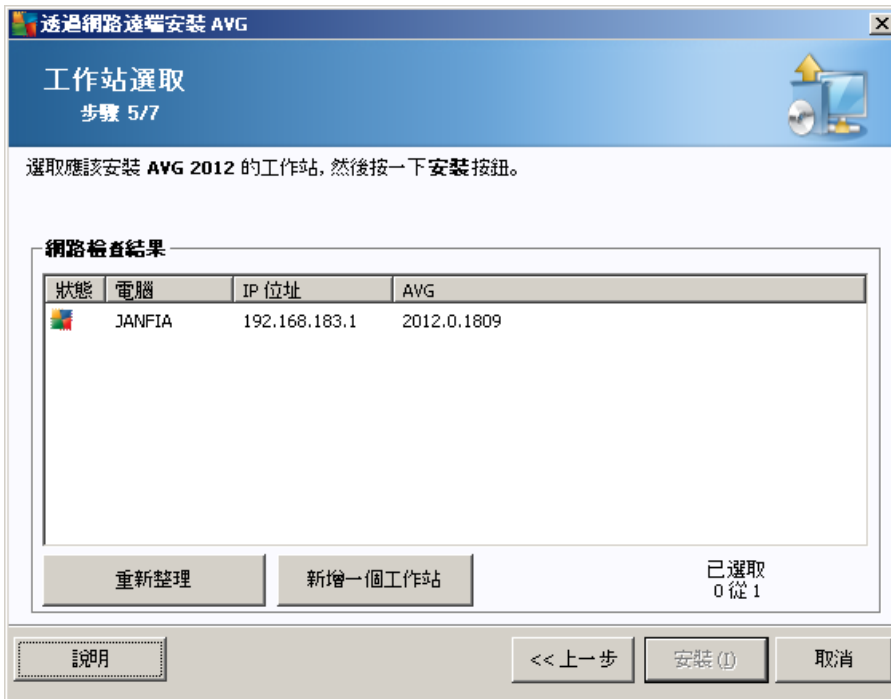 透過網路遠端安裝 AVG
工作站選取
步驟 5/7
選取應該安裝 AVG 2012 的工作站, 然後按一下安裝按鈕。
網路檢查結果
狀態 電腦 IP 位址 AVG
JANFIA 192.168.183.1 2012.0.1809
重新整理 新增一個工作站 已選取
0 從 1
說明 << 上一步 安裝 (I) 取消